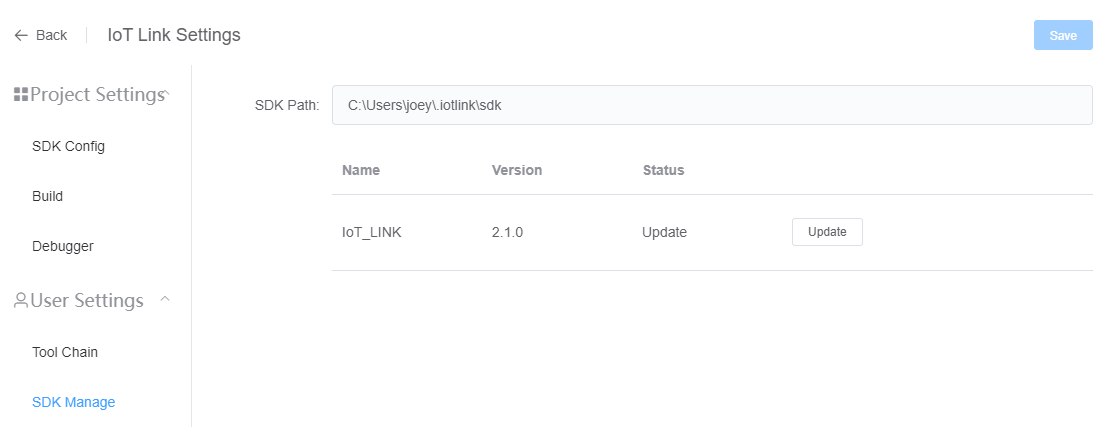 Back
IoT Link Settings
Save
Project Settings
SDK Config
Build
Debugger
User Settings
Tool Chain
SDK Manage
SDK Path: C:\Users\joey\.iotlink\sdk
Name Version Status
IoT_LINK 2.1.0 Update Update